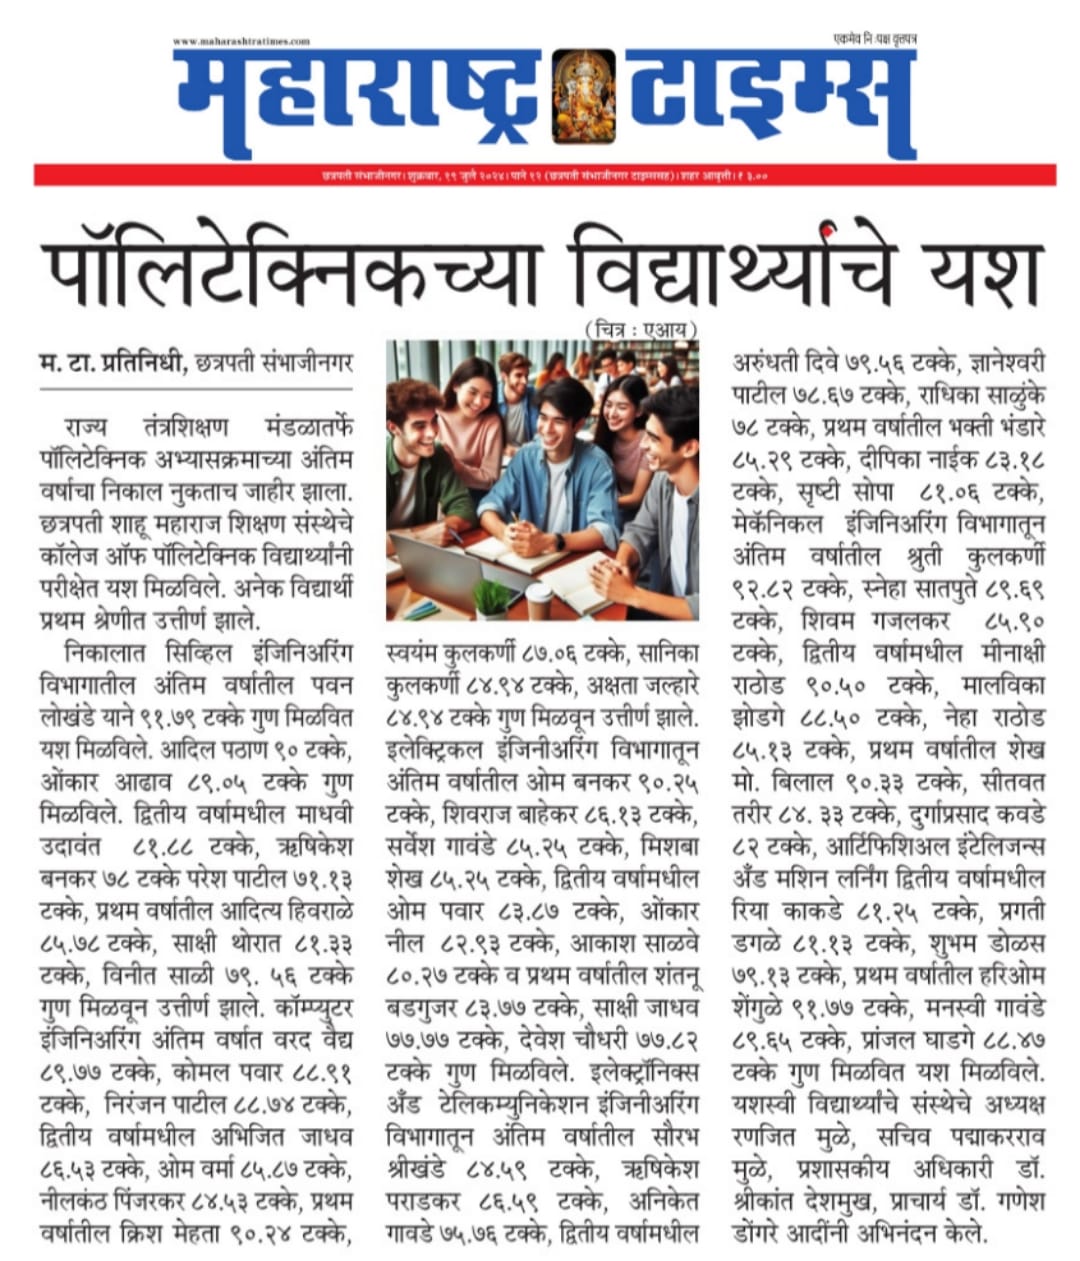 www.maharashtratimes.com
एकमेव नि:पक्ष वृत्तपत्र
महाराष्ट्र टाइम्स
छत्रपती संभाजीनगर। शुक्रवार, १९ जुलै २०२४। पाने १२ (छत्रपती संभाजीनगर टाइम्ससह)। शहर आवृत्ती। ₹ ३.००
पॉलिटेक्निकच्या विद्यार्थ्यांचे यश
म. टा. प्रतिनिधी, छत्रपती संभाजीनगर
राज्य तंत्रशिक्षण मंडळातर्फे
पॉलिटेक्निक अभ्यासक्रमाच्या अंतिम
वर्षाचा निकाल नुकताच जाहीर झाला.
छत्रपती शाहू महाराज शिक्षण संस्थेचे
कॉलेज ऑफ पॉलिटेक्निक विद्यार्थ्यांनी
परीक्षेत यश मिळविले. अनेक विद्यार्थी
प्रथम श्रेणीत उत्तीर्ण झाले.
निकालात सिव्हिल इंजिनिअरिंग
विभागातील अंतिम वर्षातील पवन
लोखंडे याने ९१.७९ टक्के गुण मिळवित
यश मिळविले. आदिल पठाण ९० टक्के,
ओंकार आढाव ८९.०५ टक्के गुण
मिळविले. द्वितीय वर्षामधील माधवी
उदावंत ८१.८८ टक्के, ऋषिकेश
बनकर ७८ टक्के परेश पाटील ७१.१३
टक्के, प्रथम वर्षातील आदित्य हिवराळे
८५.७८ टक्के, साक्षी थोरात ८१.३३
टक्के, विनीत साळी ७९. ५६ टक्के
गुण मिळवून उत्तीर्ण झाले. कॉम्प्युटर
इंजिनिअरिंग अंतिम वर्षात वरद वैद्य
८९.७७ टक्के, कोमल पवार ८८.९१
टक्के, निरंजन पाटील ८८.७४ टक्के,
द्वितीय वर्षामधील अभिजित जाधव
८६.५३ टक्के, ओम वर्मा ८५.८७ टक्के,
नीलकंठ पिंजरकर ८४.५३ टक्के, प्रथम
वर्षातील क्रिश मेहता ९०.२४ टक्के,
(चित्र : एआय)
स्वयंम कुलकर्णी ८७.०६ टक्के, सानिका
कुलकर्णी ८४.९४ टक्के, अक्षता जल्हारे
८४.९४ टक्के गुण मिळवून उत्तीर्ण झाले.
इलेक्ट्रिकल इंजिनीअरिंग विभागातून
अंतिम वर्षातील ओम बनकर ९०.२५
टक्के, शिवराज बाहेकर ८६.१३ टक्के,
सर्वेश गावंडे ८५.२५ टक्के, मिशबा
शेख ८५.२५ टक्के, द्वितीय वर्षामधील
ओम पवार ८३.८७ टक्के, ओंकार
नील ८२.९३ टक्के, आकाश साळवे
८०.२७ टक्के व प्रथम वर्षातील शंतनू
बडगुजर ८३.७७ टक्के, साक्षी जाधव
७७.७७ टक्के, देवेश चौधरी ७७.८२
टक्के गुण मिळविले. इलेक्ट्रॉनिक्स
अँड टेलिकम्युनिकेशन इंजिनीअरिंग
विभागातून अंतिम वर्षातील सौरभ
श्रीखंडे ८४.५९ टक्के, ऋषिकेश
पराडकर ८६.५९ टक्के, अनिकेत
गावडे ७५.७६ टक्के, द्वितीय वर्षामधील
अरुंधती दिवे ७९.५६ टक्के, ज्ञानेश्वरी
पाटील ७८.६७ टक्के, राधिका साळुंके
७८ टक्के, प्रथम वर्षातील भक्ती भंडारे
८५.२९ टक्के, दीपिका नाईक ८३.१८
टक्के, सृष्टी सोपा ८१.०६ टक्के,
मेकॅनिकल इंजिनिअरिंग विभागातून
अंतिम वर्षातील श्रुती कुलकर्णी
९२.८२ टक्के, स्नेहा सातपुते ८९.६९
टक्के, शिवम गजलकर ८५.९०
टक्के, द्वितीय वर्षामधील मीनाक्षी
राठोड ९०.५० टक्के, मालविका
झोडगे ८८.५० टक्के, नेहा राठोड
८५.१३ टक्के, प्रथम वर्षातील शेख
मो. बिलाल ९०.३३ टक्के, सीतवत
तरीर ८४. ३३ टक्के, दुर्गाप्रसाद कवडे
८२ टक्के, आर्टिफिशिअल इंटेलिजन्स
अँड मशिन लर्निंग द्वितीय वर्षामधील
रिया काकडे ८१.२५ टक्के, प्रगती
डगळे ८१.१३ टक्के, शुभम डोळस
७९.१३ टक्के, प्रथम वर्षातील हरिओम
शेंगुळे ९१.७७ टक्के, मनस्वी गावंडे
८९.६५ टक्के, प्रांजल घाडगे ८८.४७
टक्के गुण मिळवित यश मिळविले.
यशस्वी विद्यार्थ्यांचे संस्थेचे अध्यक्ष
रणजित मुळे, सचिव पद्माकरराव
मुळे, प्रशासकीय अधिकारी डॉ.
श्रीकांत देशमुख, प्राचार्य डॉ. गणेश
डोंगरे आदींनी अभिनंदन केले.